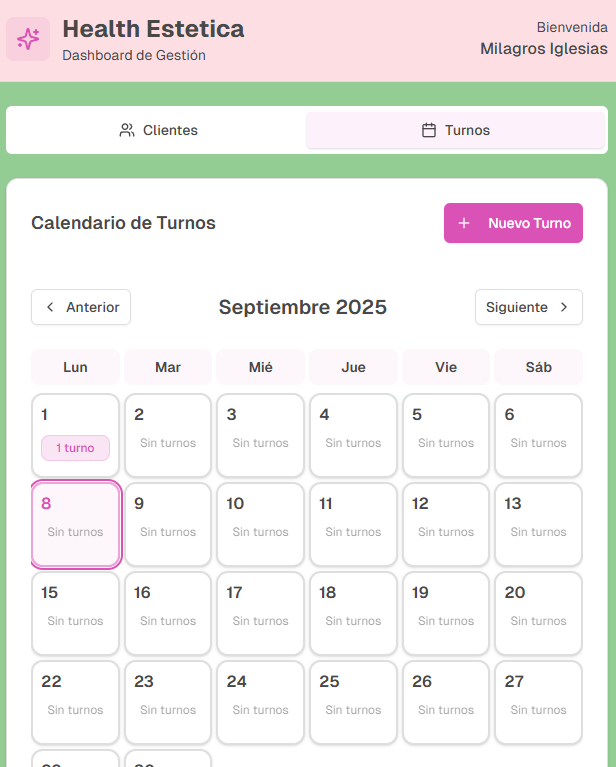 Health Estetica
Dashboard de Gestión
Bienvenida
Milagros Iglesias
Clientes
Turnos
Calendario de Turnos
Nuevo Turno
Anterior
Septiembre 2025
Siguiente
Lun Mar Mié Jue Vie Sáb
1 2 3 4 5 6
1 turno Sin turnos Sin turnos Sin turnos Sin turnos Sin turnos
8 9 10 11 12 13
Sin turnos Sin turnos Sin turnos Sin turnos Sin turnos Sin turnos
15 16 17 18 19 20
Sin turnos Sin turnos Sin turnos Sin turnos Sin turnos Sin turnos
22 23 24 25 26 27
Sin turnos Sin turnos Sin turnos Sin turnos Sin turnos Sin turnos